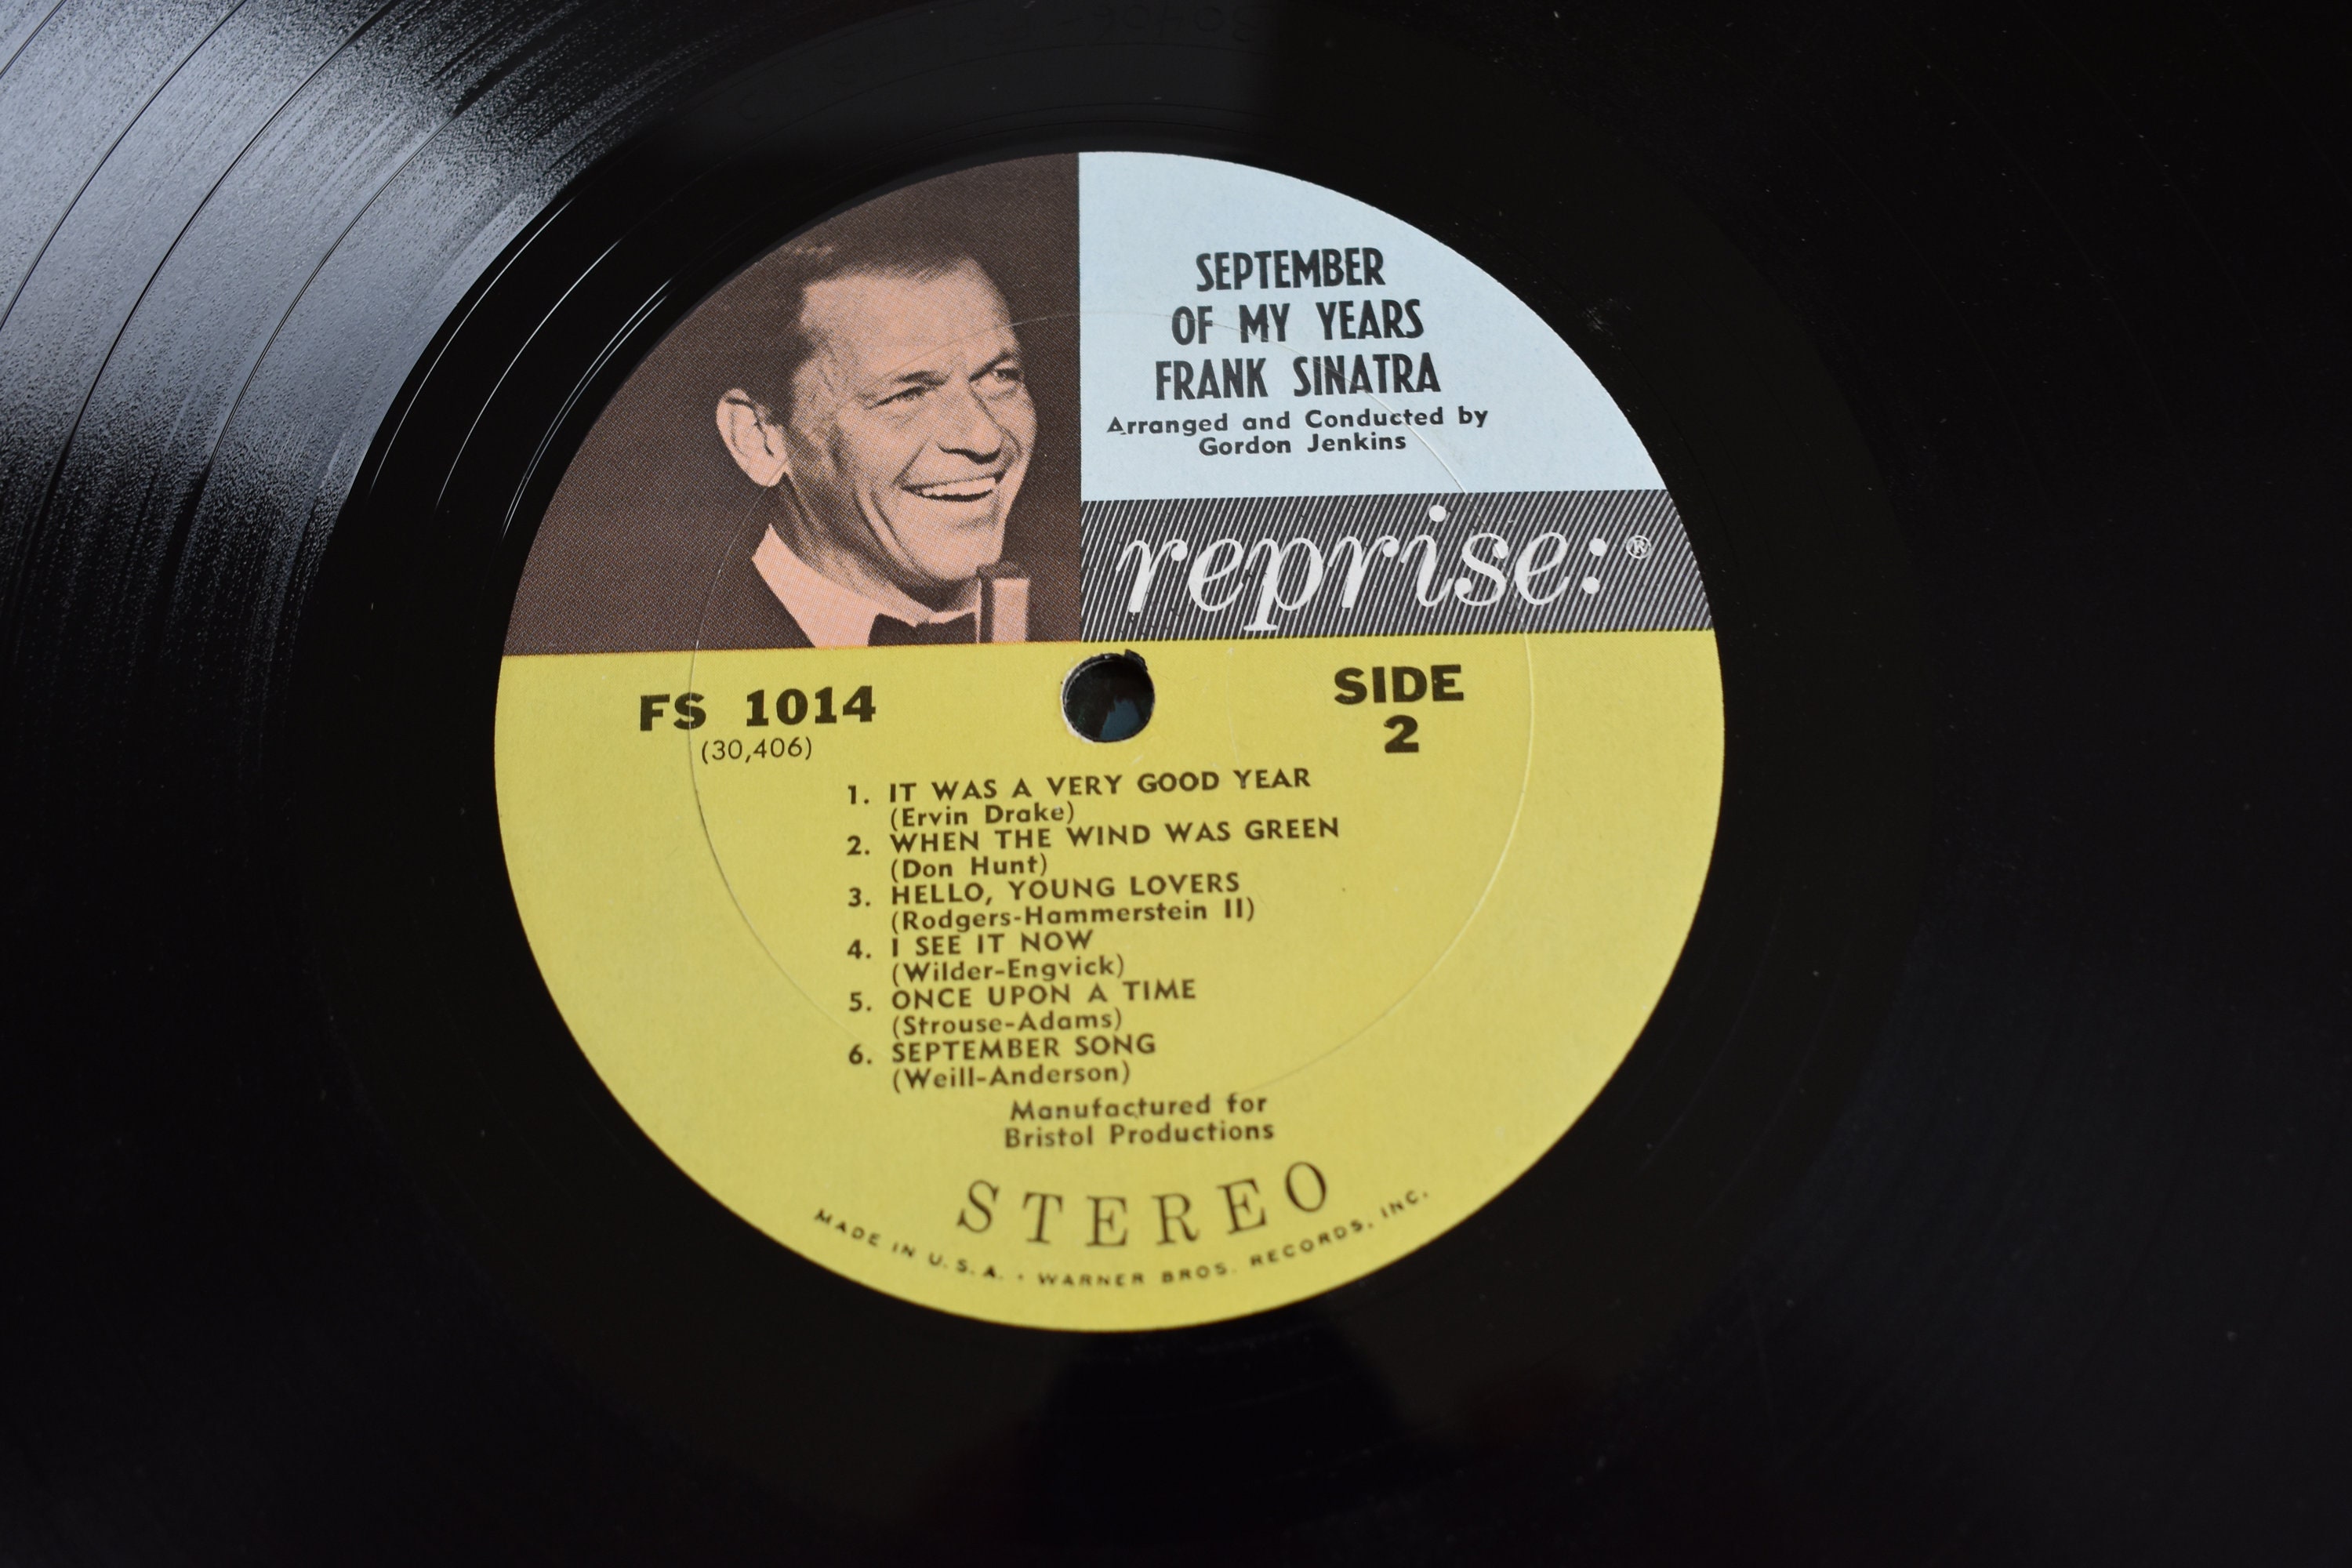 SEPTEMBER
OF MY YEARS
FRANK SINATRA
Arranged and Conducted by
Gordon Jenkins
reprise:®
FS 1014
(30,406)
SIDE
2
1. IT WAS A VERY GOOD YEAR
(Ervin Drake)
2. WHEN THE WIND WAS GREEN
(Don Hunt)
3. HELLO, YOUNG LOVERS
(Rodgers-Hammerstein II)
4. I SEE IT NOW
(Wilder-Engvick)
5. ONCE UPON A TIME
(Strouse-Adams)
6. SEPTEMBER SONG
(Weill-Anderson)
Manufactured for
Bristol Productions
STEREO
MADE IN U.S.A. · WARNER BROS. RECORDS, INC.